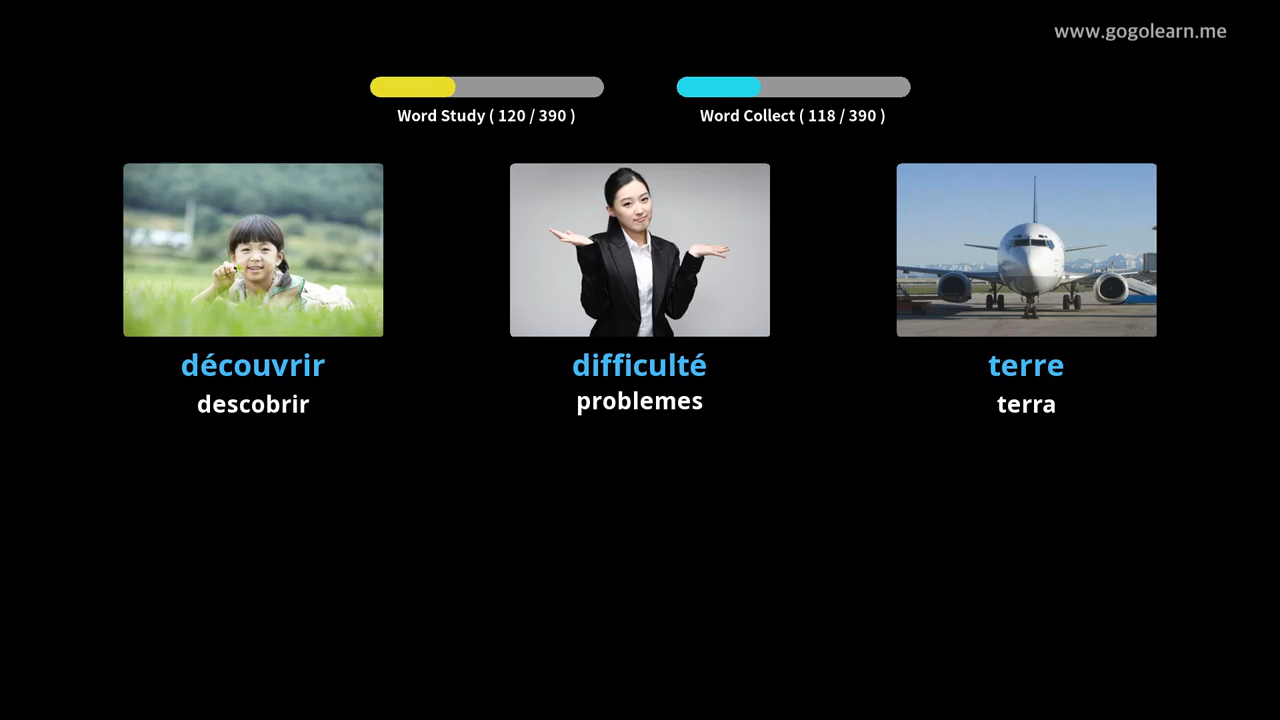 www.gogolearn.me
Word Study ( 120 / 390 )
Word Collect ( 118 / 390 )
découvrir
descobrir
difficulté
problemes
terre
terra